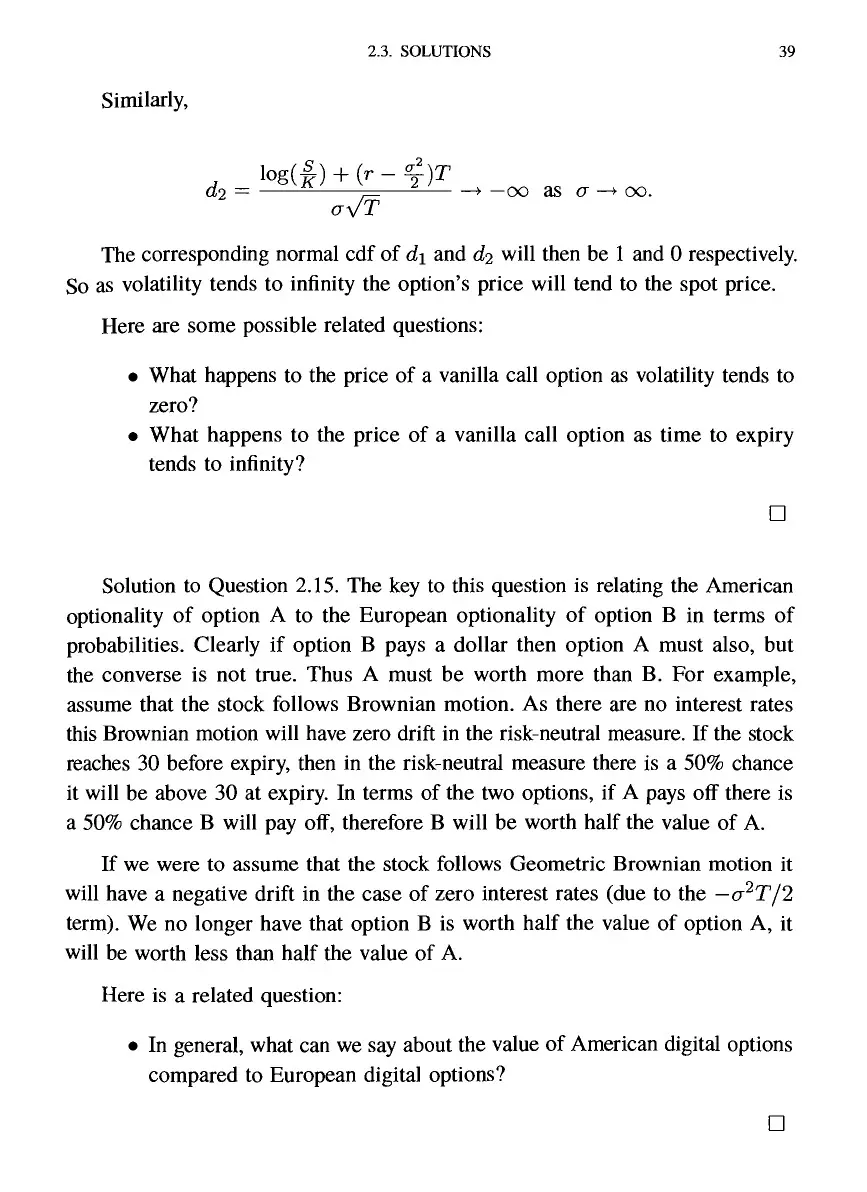 2.3. SOLUTIONS 39
Similarly,
d₂ = (log(S/K) + (r − σ²/2)T) / (σ√T) → −∞ as σ → ∞.
The corresponding normal cdf of d₁ and d₂ will then be 1 and 0 respectively.
So as volatility tends to infinity the option's price will tend to the spot price.
Here are some possible related questions:
• What happens to the price of a vanilla call option as volatility tends to
zero?
• What happens to the price of a vanilla call option as time to expiry
tends to infinity?
□
Solution to Question 2.15. The key to this question is relating the American
optionality of option A to the European optionality of option B in terms of
probabilities. Clearly if option B pays a dollar then option A must also, but
the converse is not true. Thus A must be worth more than B. For example,
assume that the stock follows Brownian motion. As there are no interest rates
this Brownian motion will have zero drift in the risk-neutral measure. If the stock
reaches 30 before expiry, then in the risk-neutral measure there is a 50% chance
it will be above 30 at expiry. In terms of the two options, if A pays off there is
a 50% chance B will pay off, therefore B will be worth half the value of A.
If we were to assume that the stock follows Geometric Brownian motion it
will have a negative drift in the case of zero interest rates (due to the −σ²T/2
term). We no longer have that option B is worth half the value of option A, it
will be worth less than half the value of A.
Here is a related question:
• In general, what can we say about the value of American digital options
compared to European digital options?
□